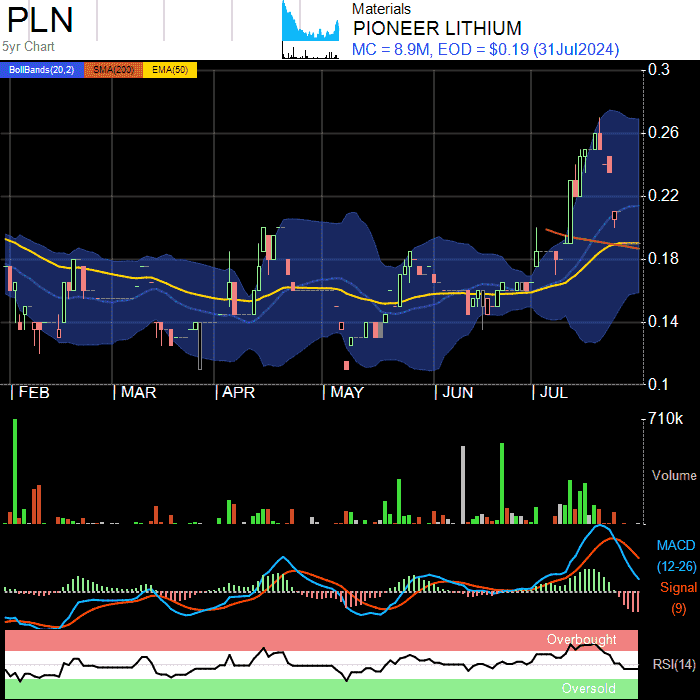 PLN
5yr Chart
Materials
PIONEER LITHIUM
MC = 8.9M, EOD = $0.19 (31Jul2024)
BollBands(20,2) SMA(200) EMA(50)
0.3
0.26
0.22
0.18
0.14
0.1
FEB MAR APR MAY JUN JUL
710k
Volume
MACD
(12-26)
Signal
(9)
Overbought
RSI(14)
Oversold